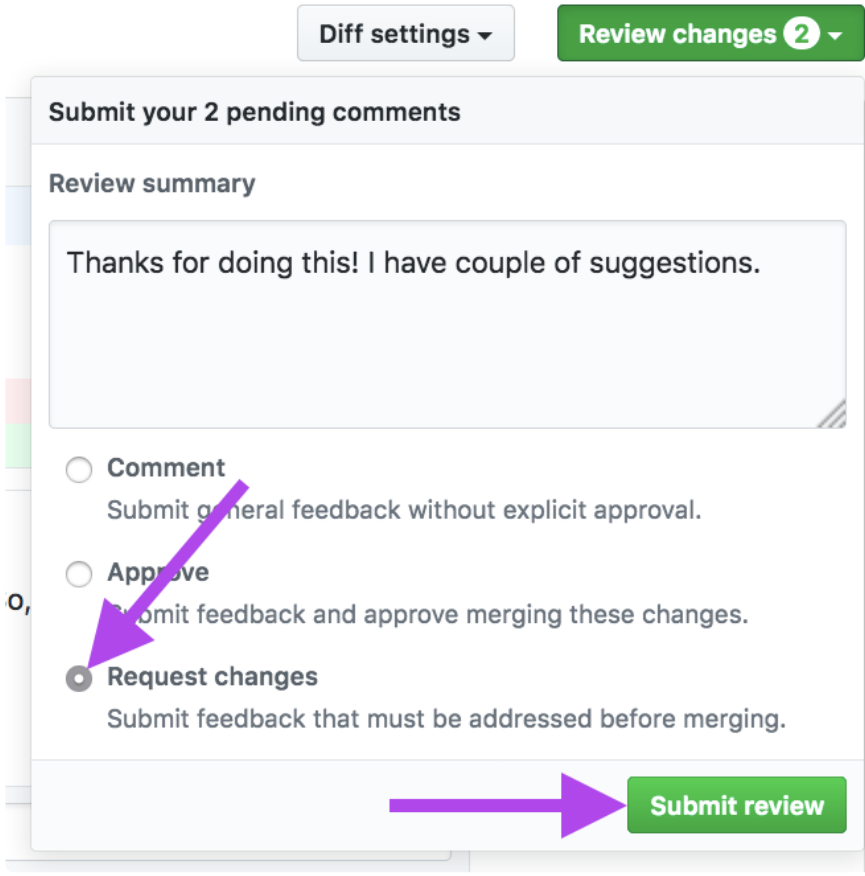 Diff settings
Review changes 2
Submit your 2 pending comments
Review summary
Thanks for doing this! I have couple of suggestions.
Comment
Submit general feedback without explicit approval.
Approve
Submit feedback and approve merging these changes.
Request changes
Submit feedback that must be addressed before merging.
Submit review